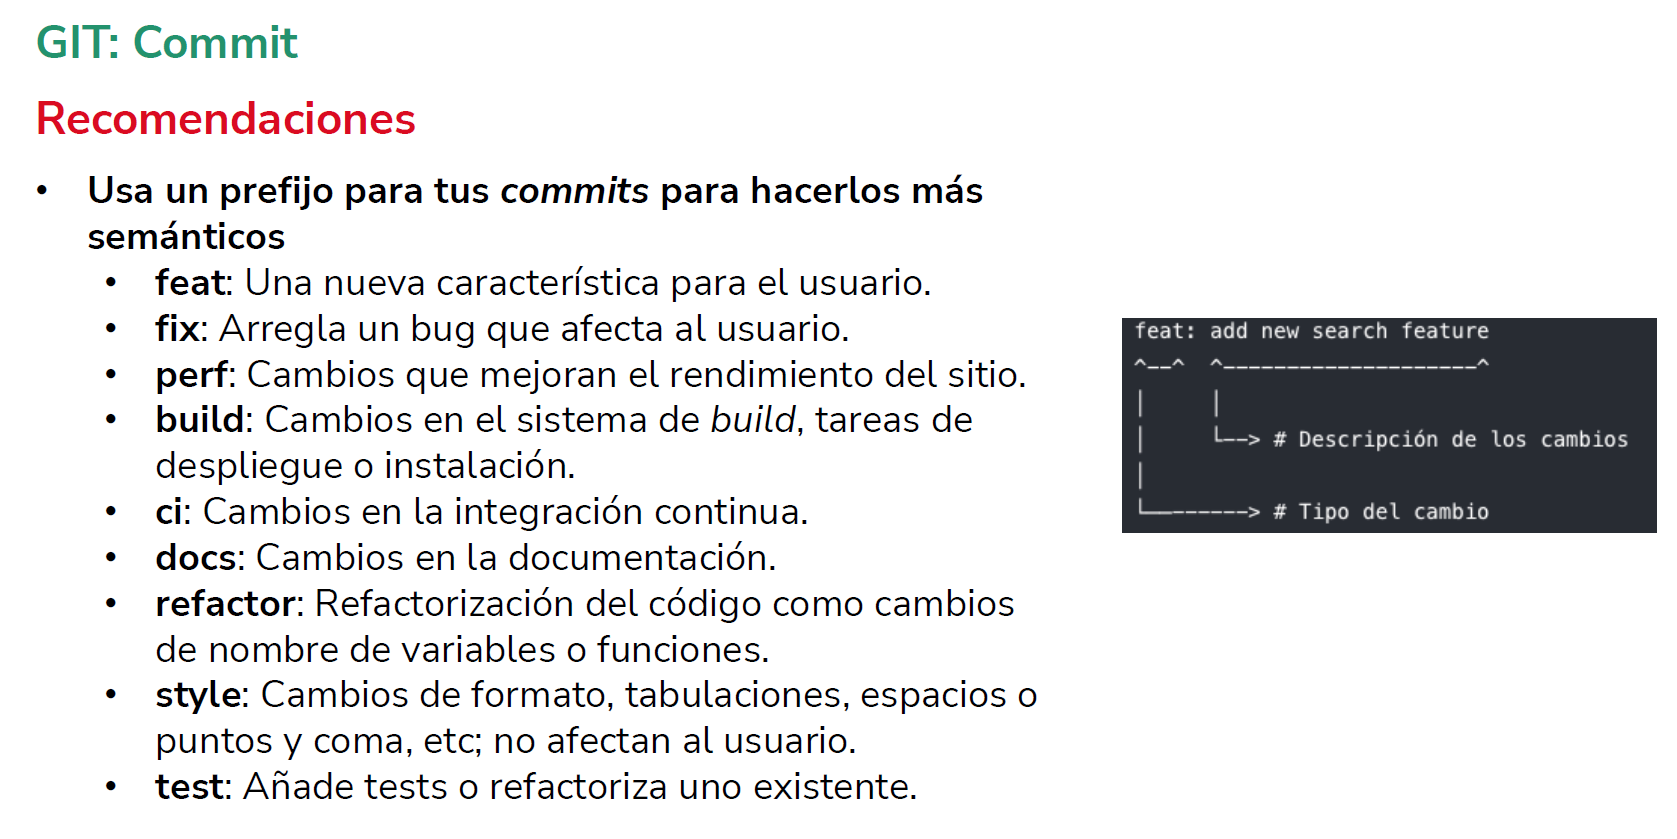 GIT: Commit
Recomendaciones
• Usa un prefijo para tus commits para hacerlos más
semánticos
• feat: Una nueva característica para el usuario.
• fix: Arregla un bug que afecta al usuario.
• perf: Cambios que mejoran el rendimiento del sitio.
• build: Cambios en el sistema de build, tareas de
despliegue o instalación.
• ci: Cambios en la integración continua.
• docs: Cambios en la documentación.
• refactor: Refactorización del código como cambios
de nombre de variables o funciones.
• style: Cambios de formato, tabulaciones, espacios o
puntos y coma, etc; no afectan al usuario.
• test: Añade tests o refactoriza uno existente.
feat: add new search feature
^--^  ^--------------------^
│     │
│     └--> # Descripción de los cambios
│
└--------> # Tipo del cambio